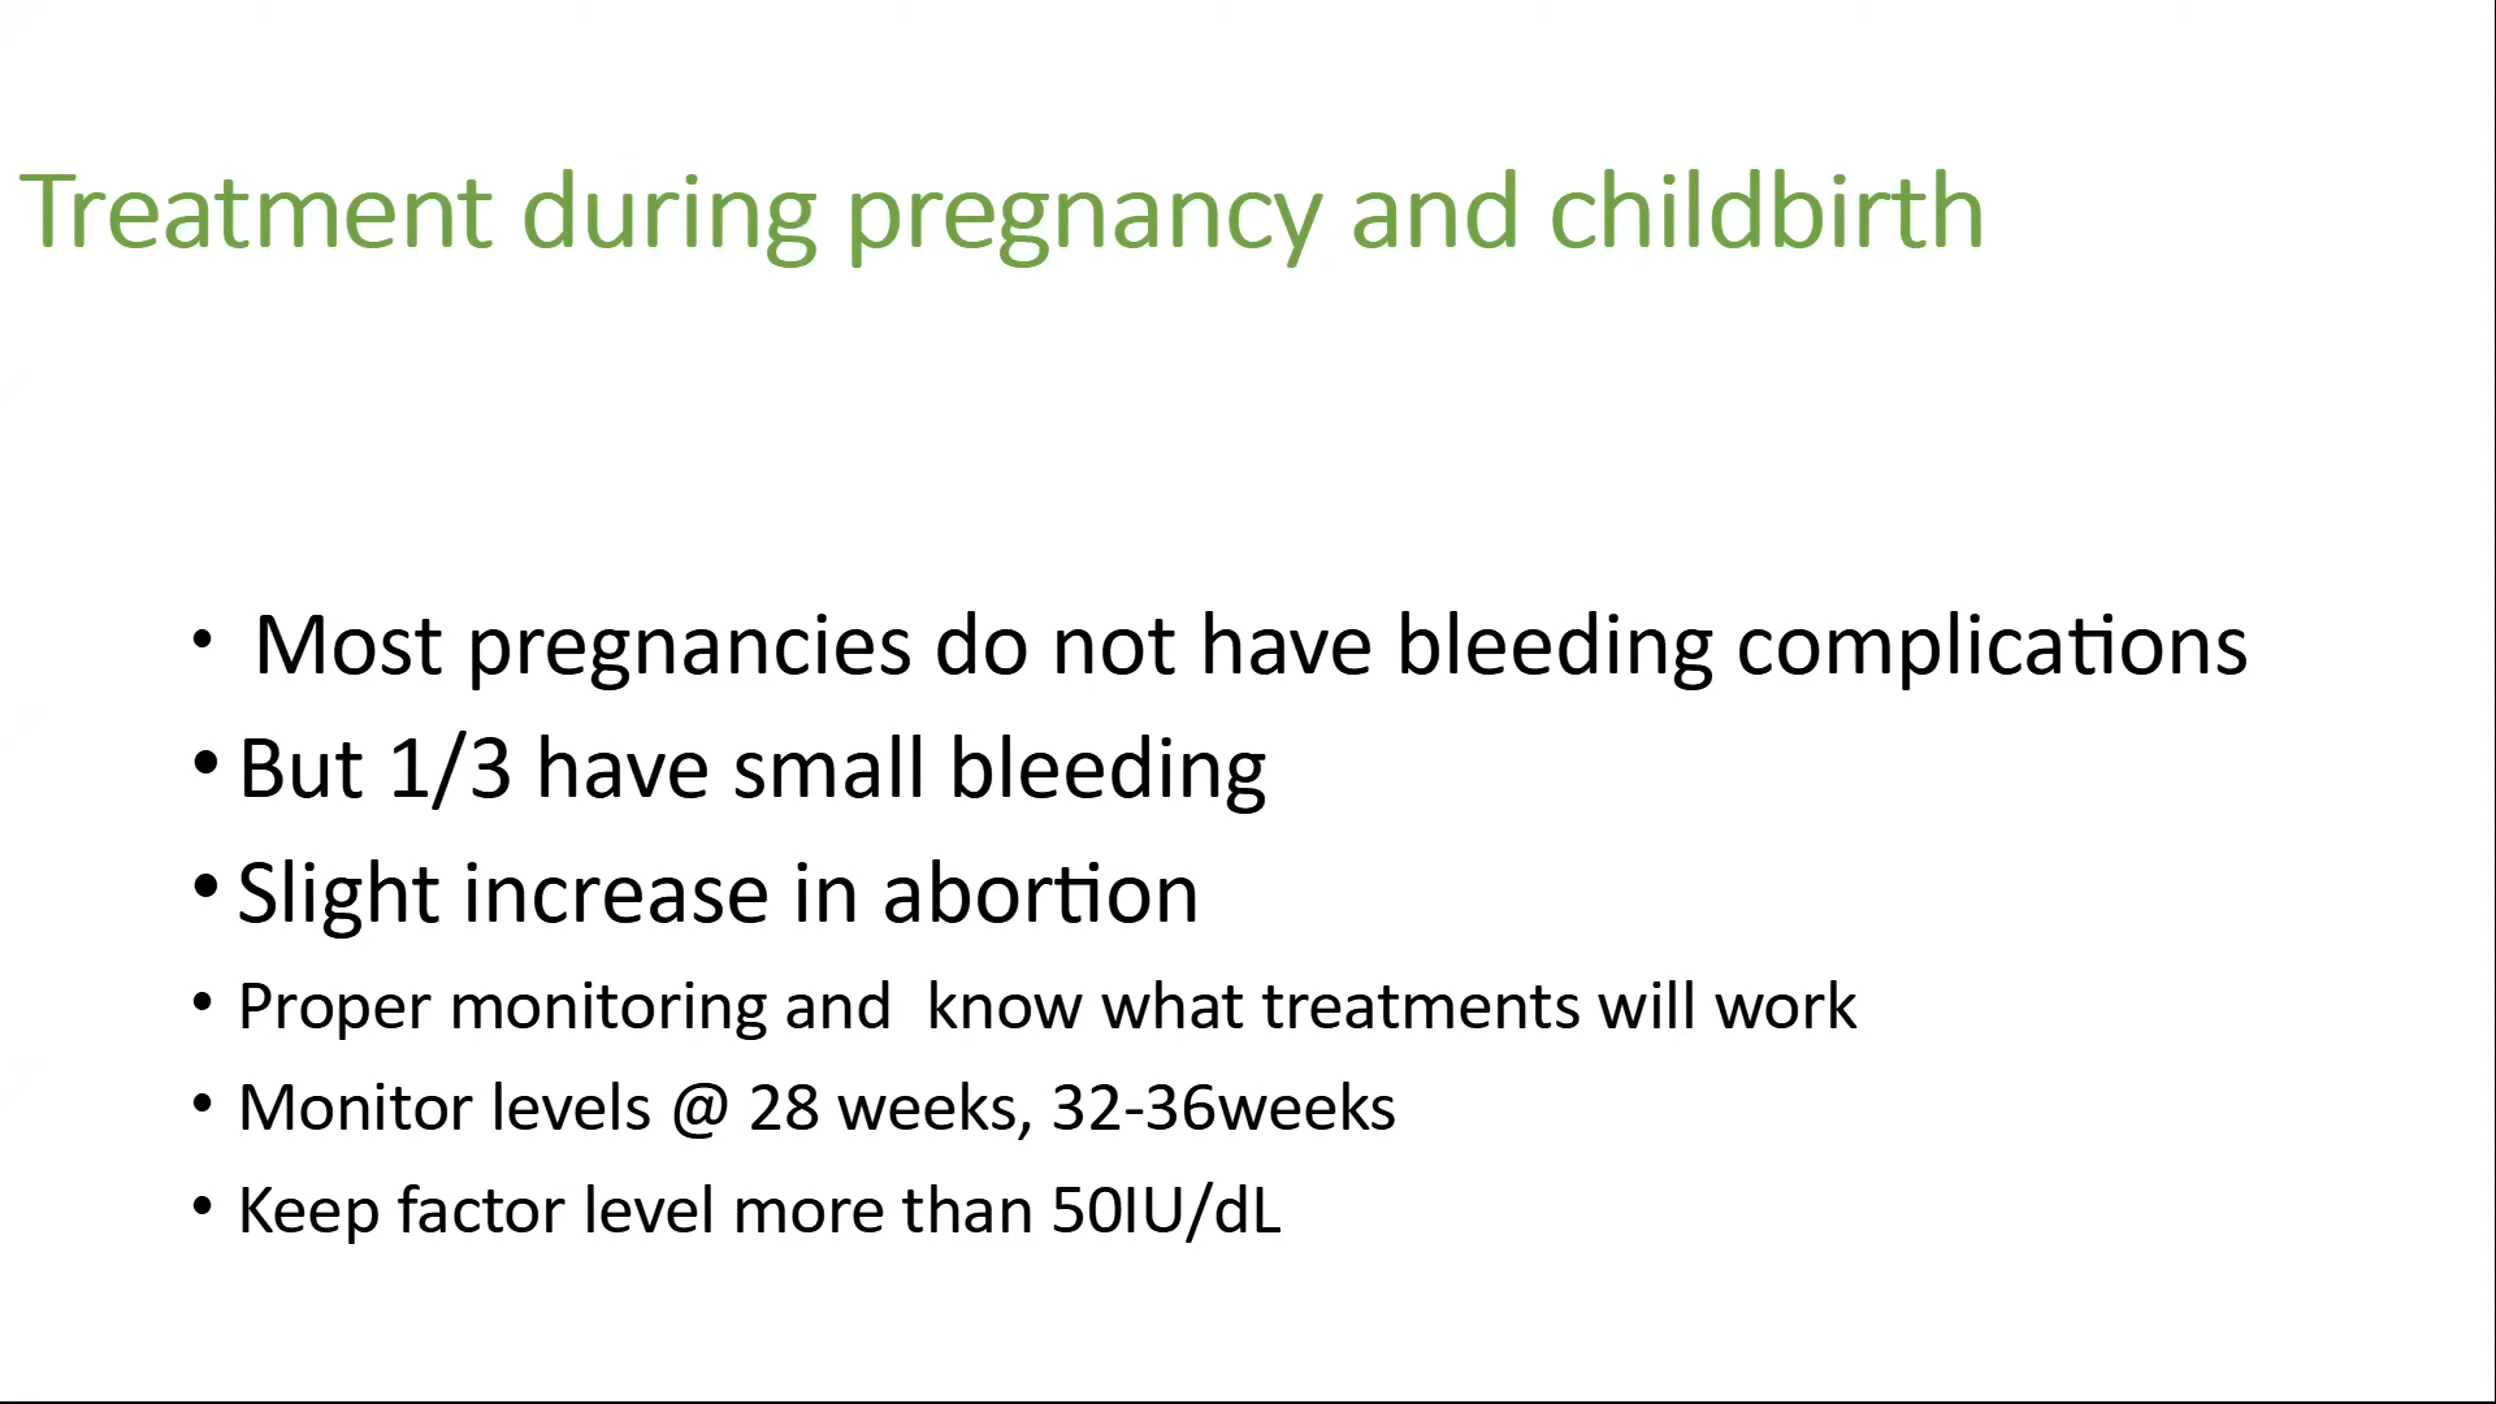 Treatment during pregnancy and childbirth
• Most pregnancies do not have bleeding complications
• But 1/3 have small bleeding
• Slight increase in abortion
• Proper monitoring and  know what treatments will work
• Monitor levels @ 28 weeks, 32-36weeks
• Keep factor level more than 50IU/dL